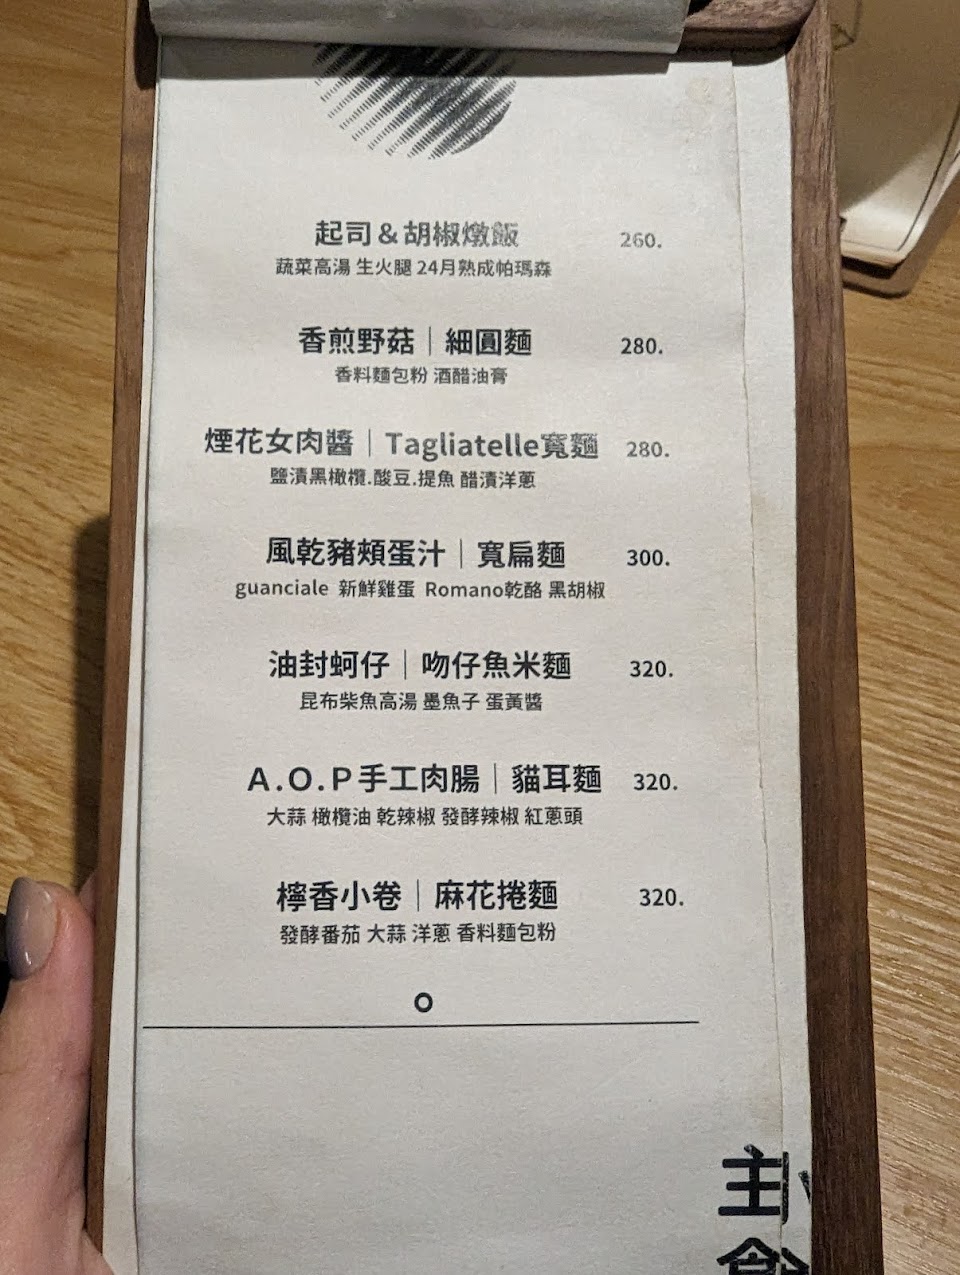 起司＆胡椒燉飯 260.
蔬菜高湯 生火腿 24月熟成帕瑪森
香煎野菇｜細圓麵 280.
香料麵包粉 酒醋油膏
煙花女肉醬｜Tagliatelle寬麵 280.
鹽漬黑橄欖.酸豆.提魚 醋漬洋蔥
風乾豬頰蛋汁｜寬扁麵 300.
guanciale 新鮮雞蛋 Romano乾酪 黑胡椒
油封蚵仔｜吻仔魚米麵 320.
昆布柴魚高湯 墨魚子 蛋黃醬
A.O.P手工肉腸｜貓耳麵 320.
大蒜 橄欖油 乾辣椒 發酵辣椒 紅蔥頭
檸香小卷｜麻花捲麵 320.
發酵番茄 大蒜 洋蔥 香料麵包粉
主
食